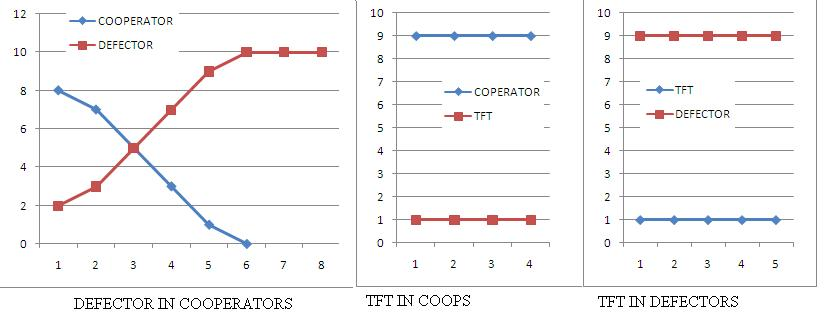 12
10
8
6
4
2
0
COOPERATOR
DEFECTOR
1 2 3 4 5 6 7 8
DEFECTOR IN COOPERATORS
10
9
8
7
6
5
4
3
2
1
0
COPERATOR
TFT
1 2 3 4
TFT IN COOPS
10
9
8
7
6
5
4
3
2
1
0
TFT
DEFECTOR
1 2 3 4 5
TFT IN DEFECTORS